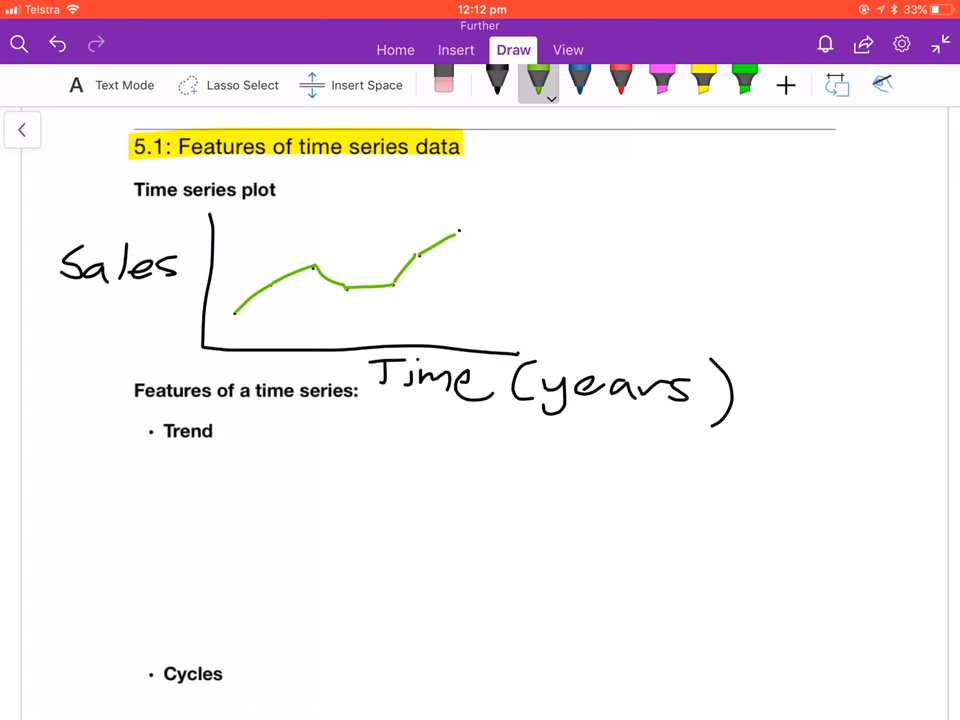 Telstra 12:12 pm 33%
Further
Home Insert Draw View
A Text Mode Lasso Select Insert Space
5.1: Features of time series data
Time series plot
Sales
Time (years)
Features of a time series:
• Trend
• Cycles